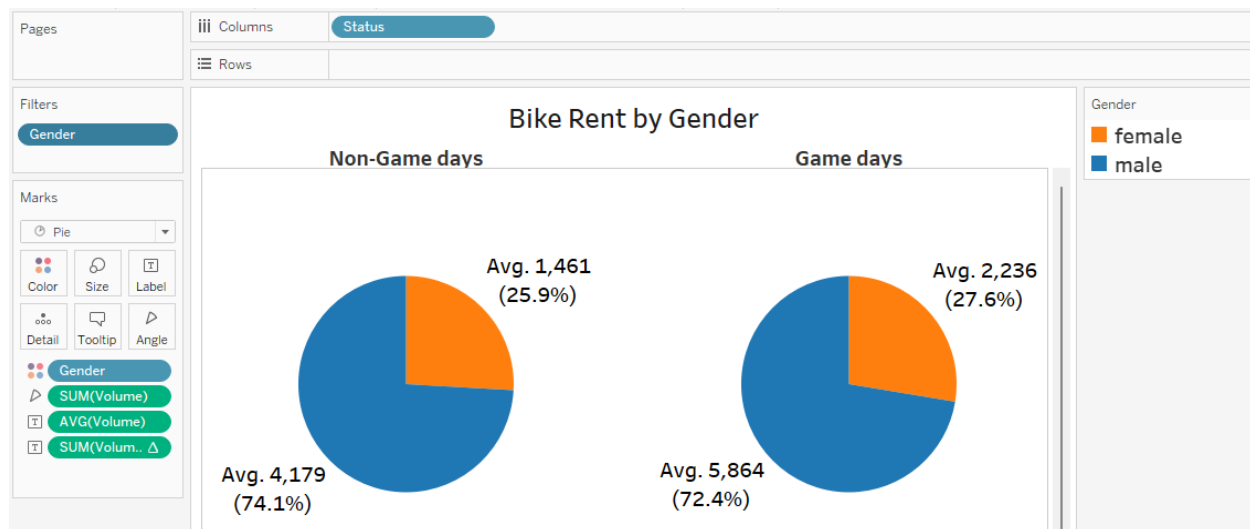 Pages
Columns
Status
Rows
Filters
Gender
Marks
Pie
Color
Size
Label
Detail
Tooltip
Angle
Gender
SUM(Volume)
AVG(Volume)
SUM(Volum..
Bike Rent by Gender
Non-Game days
Game days
Avg. 1,461
(25.9%)
Avg. 4,179
(74.1%)
Avg. 2,236
(27.6%)
Avg. 5,864
(72.4%)
Gender
female
male